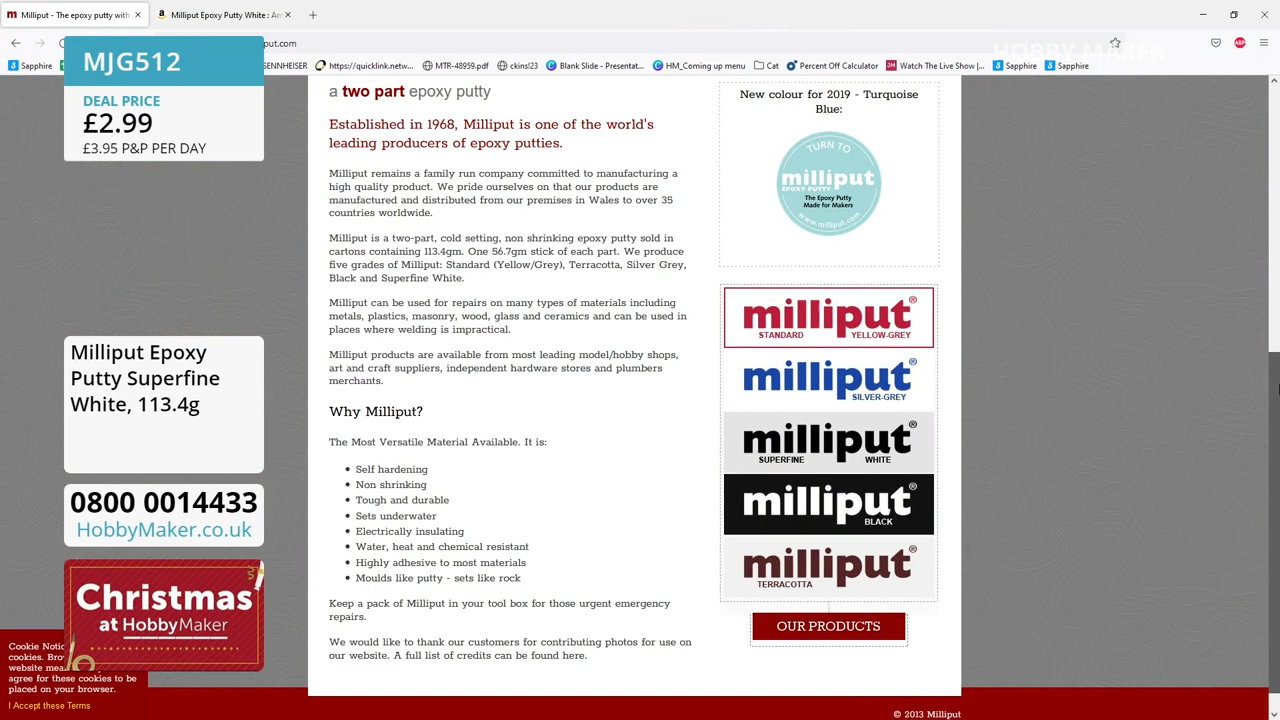 Milliput - The epoxy putty with
Milliput Epoxy Putty White : Am
put.com
Sapphire
SENNHEISER
https://quicklink.netw...
MTR-48959.pdf
ckins!23
Blank Slide - Presentat...
HM_Coming up menu
Cat
Percent Off Calculator
Watch The Live Show |...
Sapphire
Sapphire
HOBBY MAKER
MJG512
DEAL PRICE
£2.99
£3.95 P&P PER DAY
Milliput Epoxy
Putty Superfine
White, 113.4g
0800 0014433
HobbyMaker.co.uk
Christmas
at HobbyMaker
Cookie Notic
cookies. Brow
website mea
agree for these cookies to be
placed on your browser.
I Accept these Terms
a two part epoxy putty
Established in 1968, Milliput is one of the world's
leading producers of epoxy putties.
Milliput remains a family run company committed to manufacturing a
high quality product. We pride ourselves on that our products are
manufactured and distributed from our premises in Wales to over 35
countries worldwide.
Milliput is a two-part, cold setting, non shrinking epoxy putty sold in
cartons containing 113.4gm. One 56.7gm stick of each part. We produce
five grades of Milliput: Standard (Yellow/Grey), Terracotta, Silver Grey,
Black and Superfine White.
Milliput can be used for repairs on many types of materials including
metals, plastics, masonry, wood, glass and ceramics and can be used in
places where welding is impractical.
Milliput products are available from most leading model/hobby shops,
art and craft suppliers, independent hardware stores and plumbers
merchants.
Why Milliput?
The Most Versatile Material Available. It is:
Self hardening
Non shrinking
Tough and durable
Sets underwater
Electrically insulating
Water, heat and chemical resistant
Highly adhesive to most materials
Moulds like putty - sets like rock
Keep a pack of Milliput in your tool box for those urgent emergency
repairs.
We would like to thank our customers for contributing photos for use on
our website. A full list of credits can be found here.
New colour for 2019 - Turquoise
Blue:
TURN TO
milliput
EPOXY PUTTY
The Epoxy Putty
Made for Makers
www.milliput.com
milliput®
STANDARD YELLOW-GREY
milliput®
SILVER-GREY
milliput®
SUPERFINE WHITE
milliput®
BLACK
milliput®
TERRACOTTA
OUR PRODUCTS
© 2013 Milliput